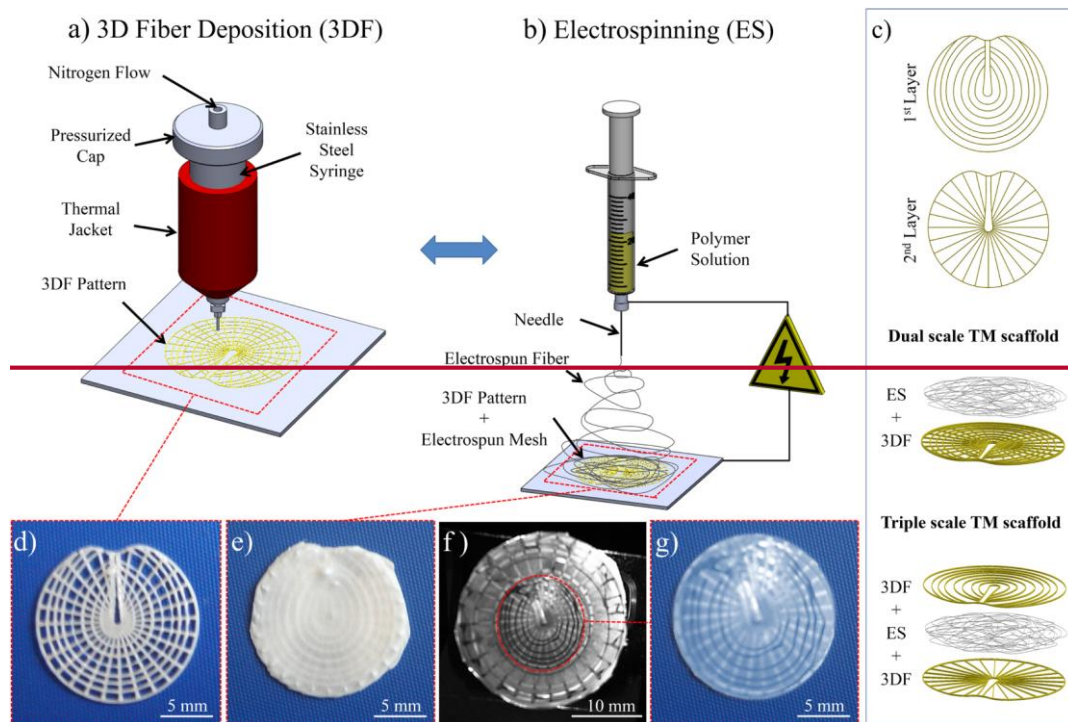 a) 3D Fiber Deposition (3DF)
Nitrogen Flow
Pressurized
Cap
Stainless
Steel
Syringe
Thermal
Jacket
3DF Pattern
b) Electrospinning (ES)
Polymer
Solution
Needle
Electrospun Fiber
3DF Pattern
+
Electrospun Mesh
c)
1st Layer
2nd Layer
Dual scale TM scaffold
ES
+
3DF
Triple scale TM scaffold
3DF
+
ES
+
3DF
d)
5 mm
e)
5 mm
f)
10 mm
g)
5 mm